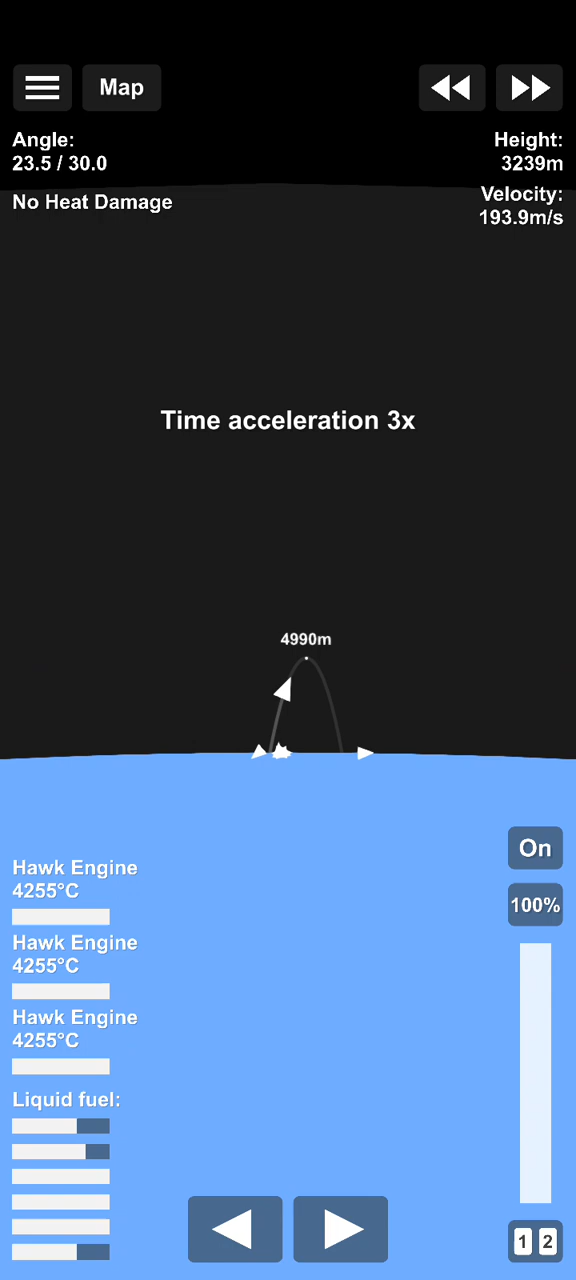 Map
Angle:
23.5 / 30.0
Height:
3239m
No Heat Damage
Velocity:
193.9m/s
Time acceleration 3x
4990m
Hawk Engine
4255°C
Hawk Engine
4255°C
Hawk Engine
4255°C
Liquid fuel:
On
100%
1 2